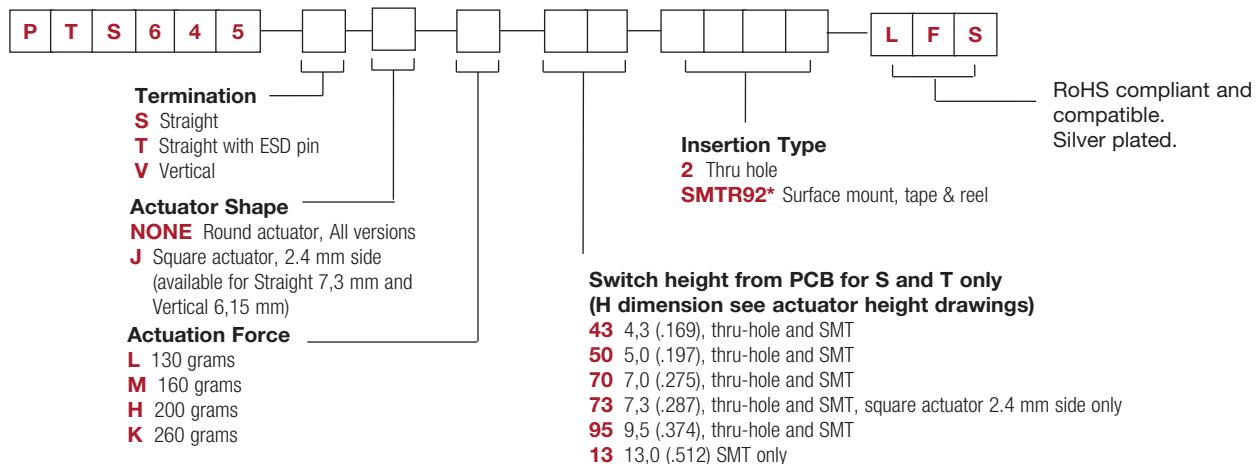 P T S 6 4 5 L F S
RoHS compliant and
compatible.
Silver plated.
Termination
S Straight
T Straight with ESD pin
V Vertical
Actuator Shape
NONE Round actuator, All versions
J Square actuator, 2.4 mm side
(available for Straight 7,3 mm and
Vertical 6,15 mm)
Actuation Force
L 130 grams
M 160 grams
H 200 grams
K 260 grams
Insertion Type
2 Thru hole
SMTR92* Surface mount, tape & reel
Switch height from PCB for S and T only
(H dimension see actuator height drawings)
43 4,3 (.169), thru-hole and SMT
50 5,0 (.197), thru-hole and SMT
70 7,0 (.275), thru-hole and SMT
73 7,3 (.287), thru-hole and SMT, square actuator 2.4 mm side only
95 9,5 (.374), thru-hole and SMT
13 13,0 (.512) SMT only